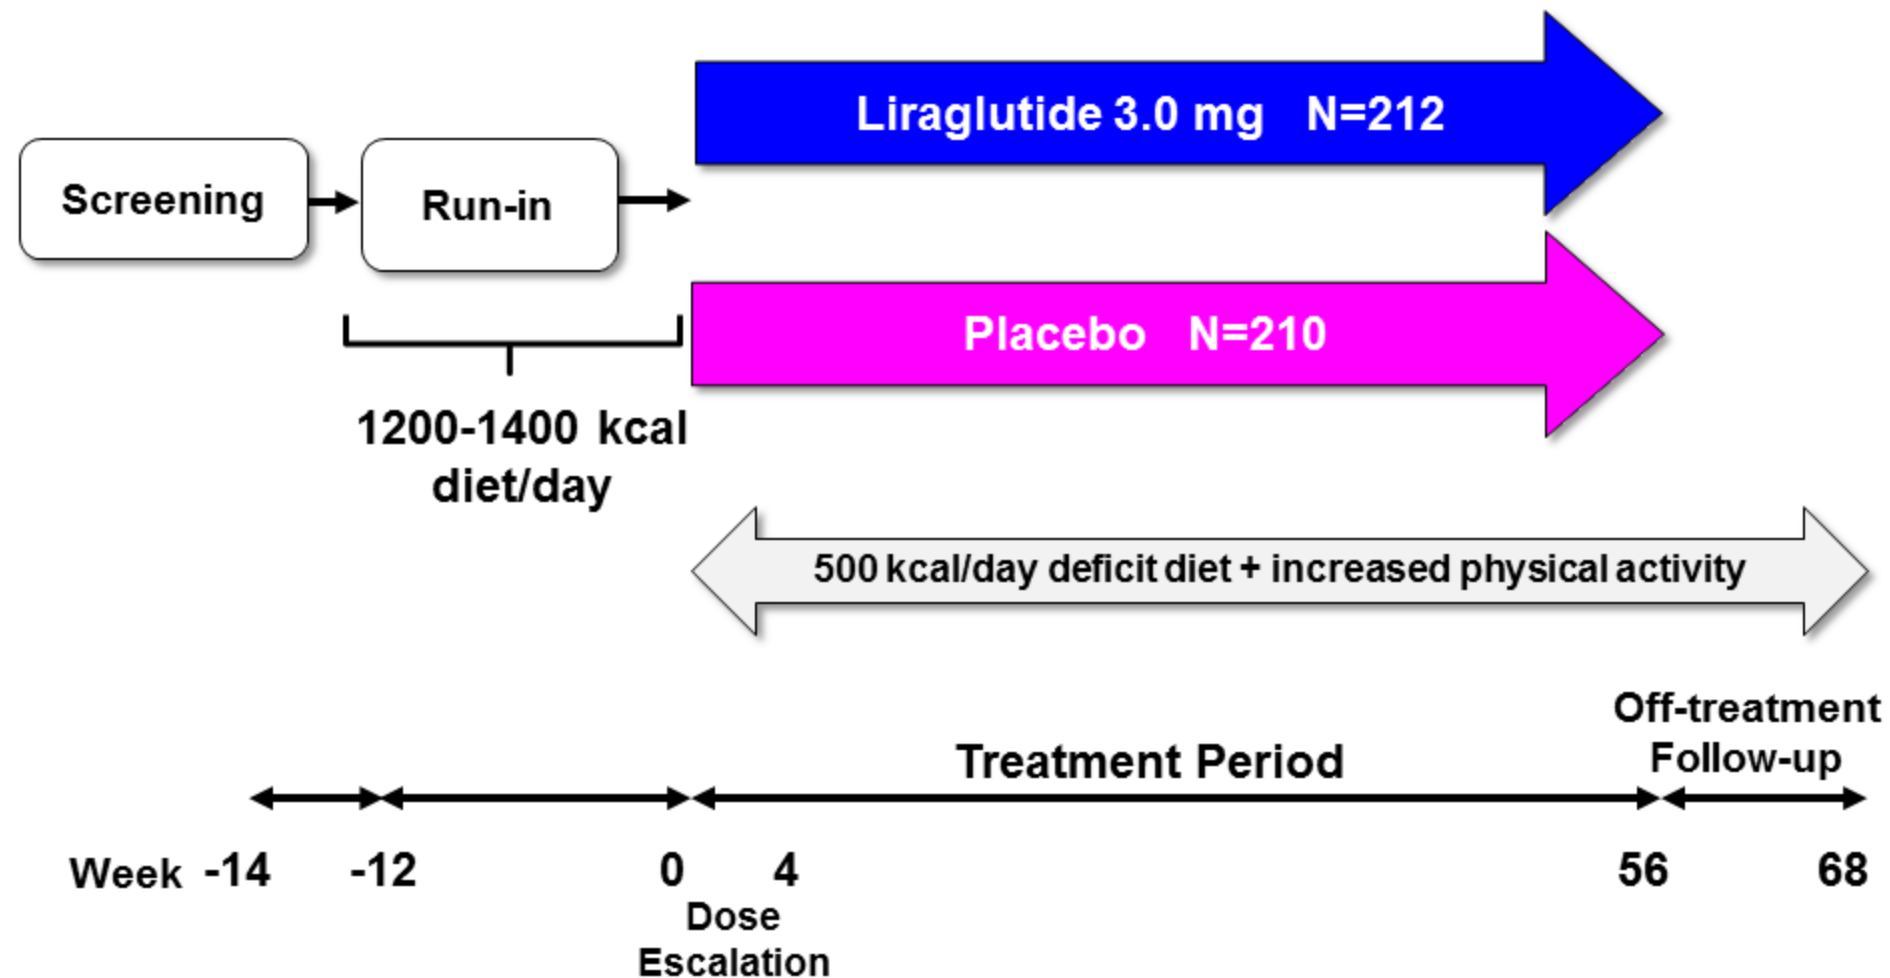 Liraglutide 3.0 mg N=212
Screening
Run-in
Placebo N=210
1200-1400 kcal
diet/day
500 kcal/day deficit diet + increased physical activity
Off-treatment
Follow-up
Treatment Period
Week -14 -12 0 4 56 68
Dose
Escalation